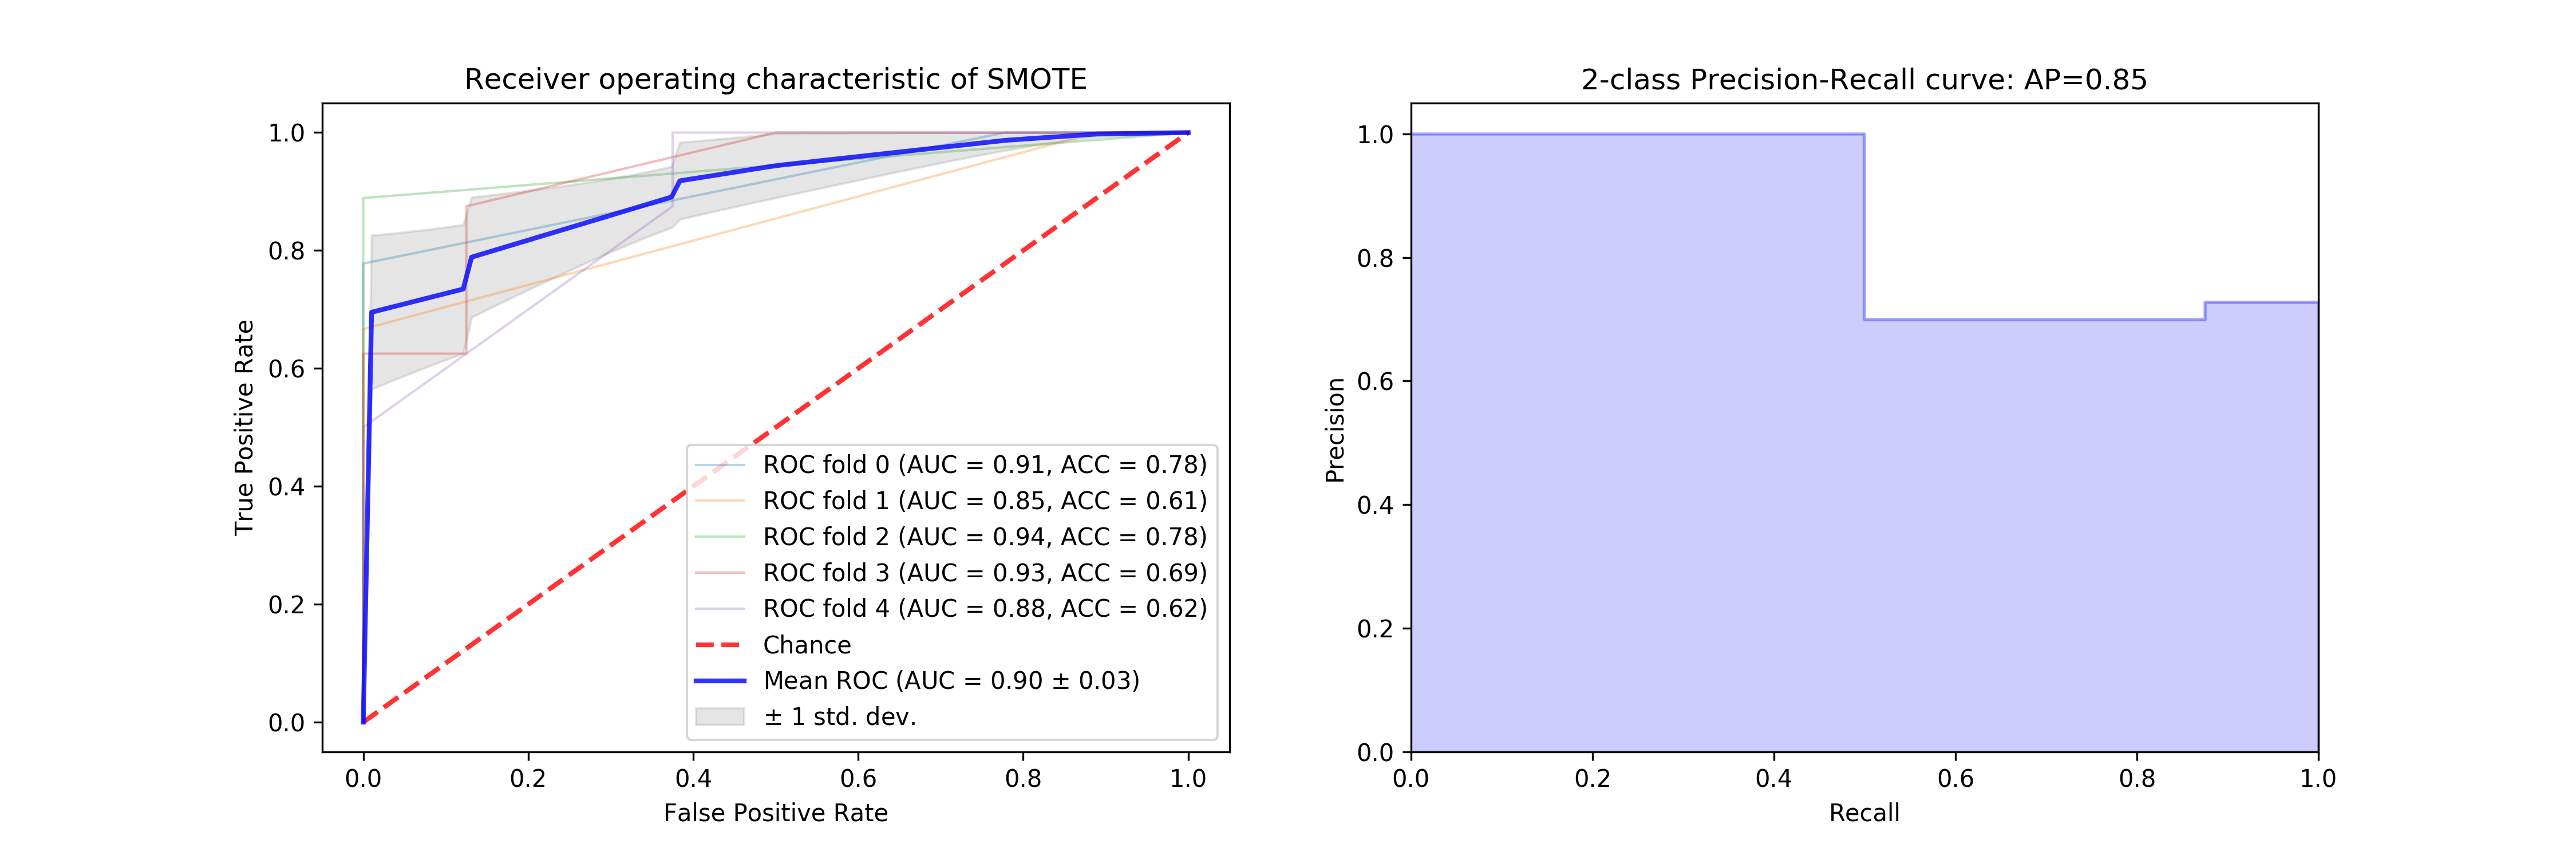 Receiver operating characteristic of SMOTE
True Positive Rate
1.0
0.8
0.6
0.4
0.2
0.0
ROC fold 0 (AUC = 0.91, ACC = 0.78)
ROC fold 1 (AUC = 0.85, ACC = 0.61)
ROC fold 2 (AUC = 0.94, ACC = 0.78)
ROC fold 3 (AUC = 0.93, ACC = 0.69)
ROC fold 4 (AUC = 0.88, ACC = 0.62)
Chance
Mean ROC (AUC = 0.90 ± 0.03)
± 1 std. dev.
0.0 0.2 0.4 0.6 0.8 1.0
False Positive Rate
2-class Precision-Recall curve: AP=0.85
Precision
1.0
0.8
0.6
0.4
0.2
0.0
0.0 0.2 0.4 0.6 0.8 1.0
Recall